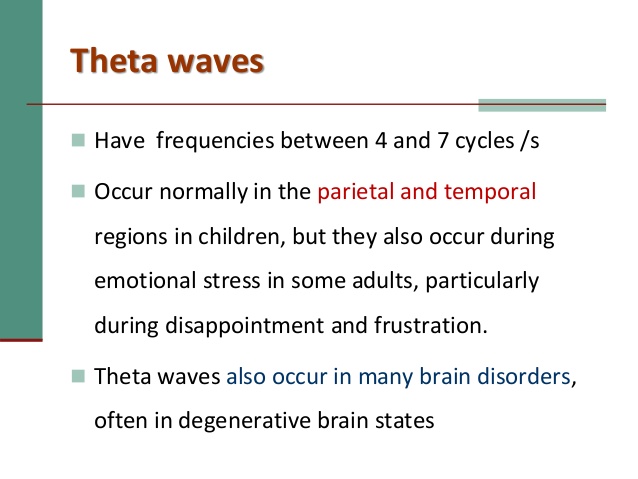 Theta waves
Have  frequencies between 4 and 7 cycles /s
Occur normally in the parietal and temporal
regions in children, but they also occur during
emotional stress in some adults, particularly
during disappointment and frustration.
Theta waves also occur in many brain disorders,
often in degenerative brain states